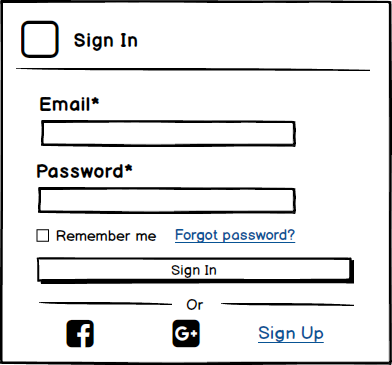 Sign In
Email*
Password*
Remember me Forgot password?
Sign In
Or
f G+ Sign Up